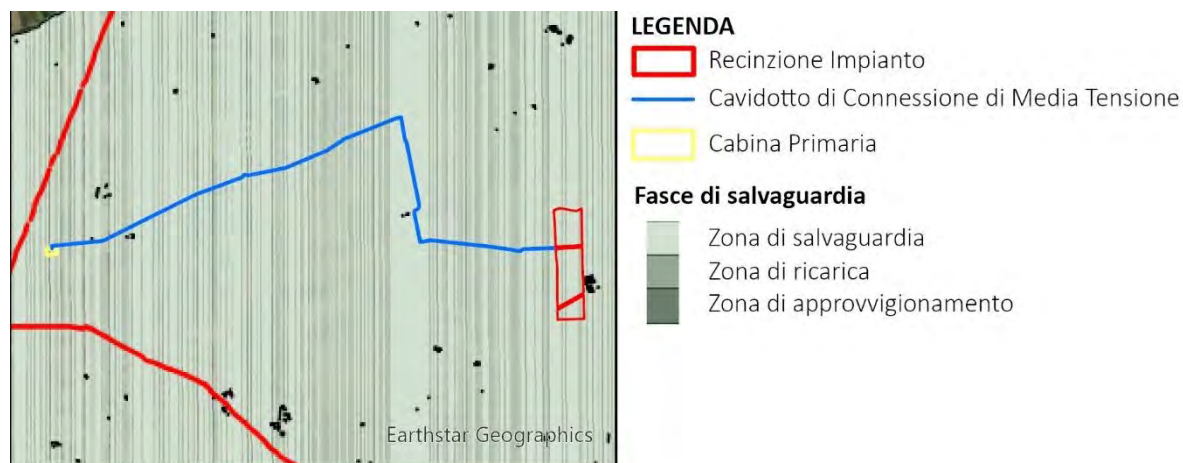 LEGENDA
Recinzione Impianto
Cavidotto di Connessione di Media Tensione
Cabina Primaria
Fasce di salvaguardia
Zona di salvaguardia
Zona di ricarica
Zona di approvvigionamento
Earthstar Geographics